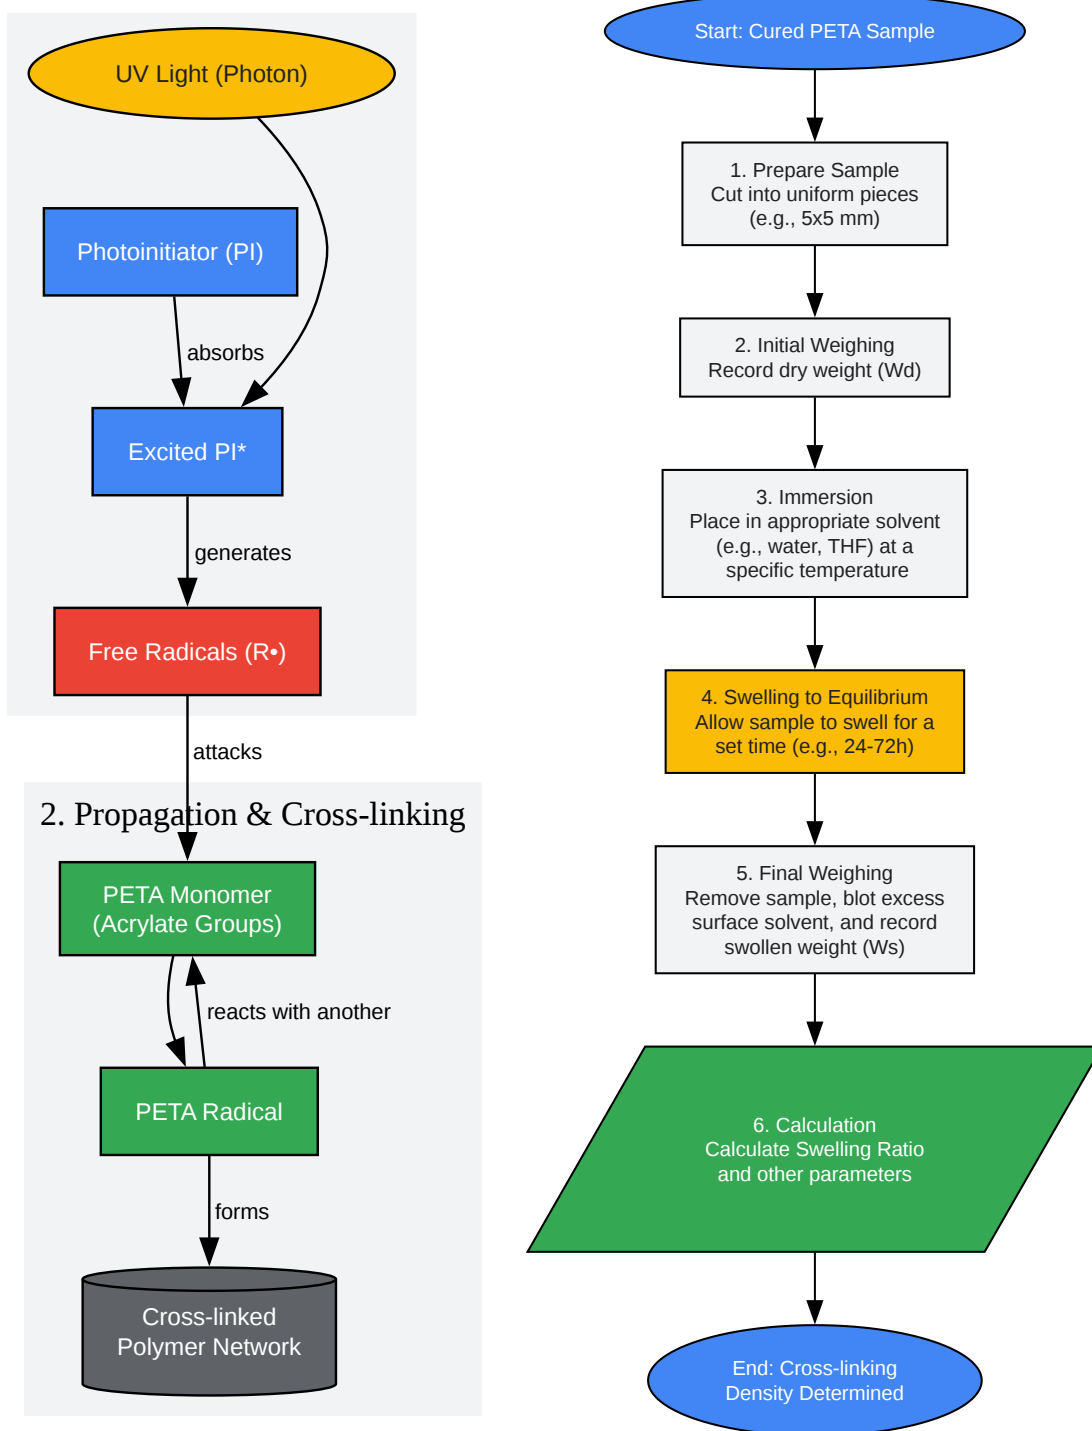 UV Light (Photon)
Photoinitiator (PI)
absorbs
Excited PI*
generates
Free Radicals (R•)
attacks
2. Propagation & Cross-linking
PETA Monomer
(Acrylate Groups)
reacts with another
PETA Radical
forms
Cross-linked
Polymer Network
Start: Cured PETA Sample
1. Prepare Sample
Cut into uniform pieces
(e.g., 5x5 mm)
2. Initial Weighing
Record dry weight (Wd)
3. Immersion
Place in appropriate solvent
(e.g., water, THF) at a
specific temperature
4. Swelling to Equilibrium
Allow sample to swell for a
set time (e.g., 24-72h)
5. Final Weighing
Remove sample, blot excess
surface solvent, and record
swollen weight (Ws)
6. Calculation
Calculate Swelling Ratio
and other parameters
End: Cross-linking
Density Determined